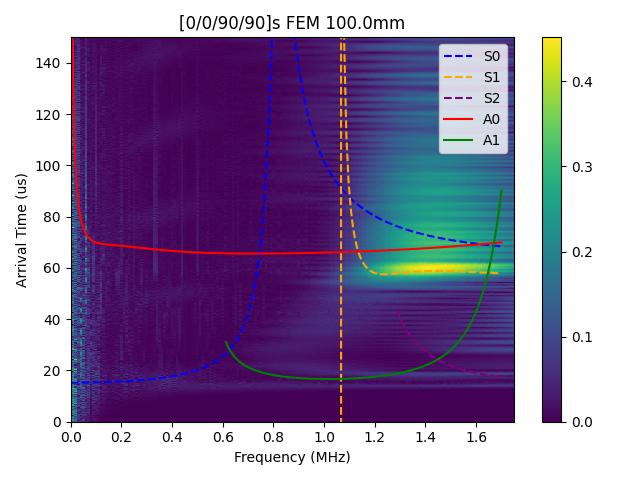 [0/0/90/90]s FEM 100.0mm
140
120
100
80
60
40
20
0
Arrival Time (us)
0.0 0.2 0.4 0.6 0.8 1.0 1.2 1.4 1.6
Frequency (MHz)
S0
S1
S2
A0
A1
0.4
0.3
0.2
0.1
0.0